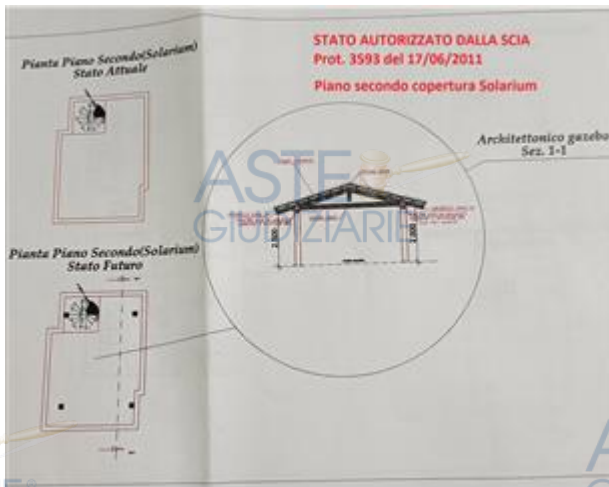 STATO AUTORIZZATO DALLA SCIA
Prot. 3593 del 17/06/2011
Piano secondo copertura Solarium
Pianta Piano Secondo(Solarium)
Stato Attuale
Architettonico gazebo
Sez. 1-1
ASTE
GIUDIZIARIE
Pianta Piano Secondo(Solarium)
Stato Futuro